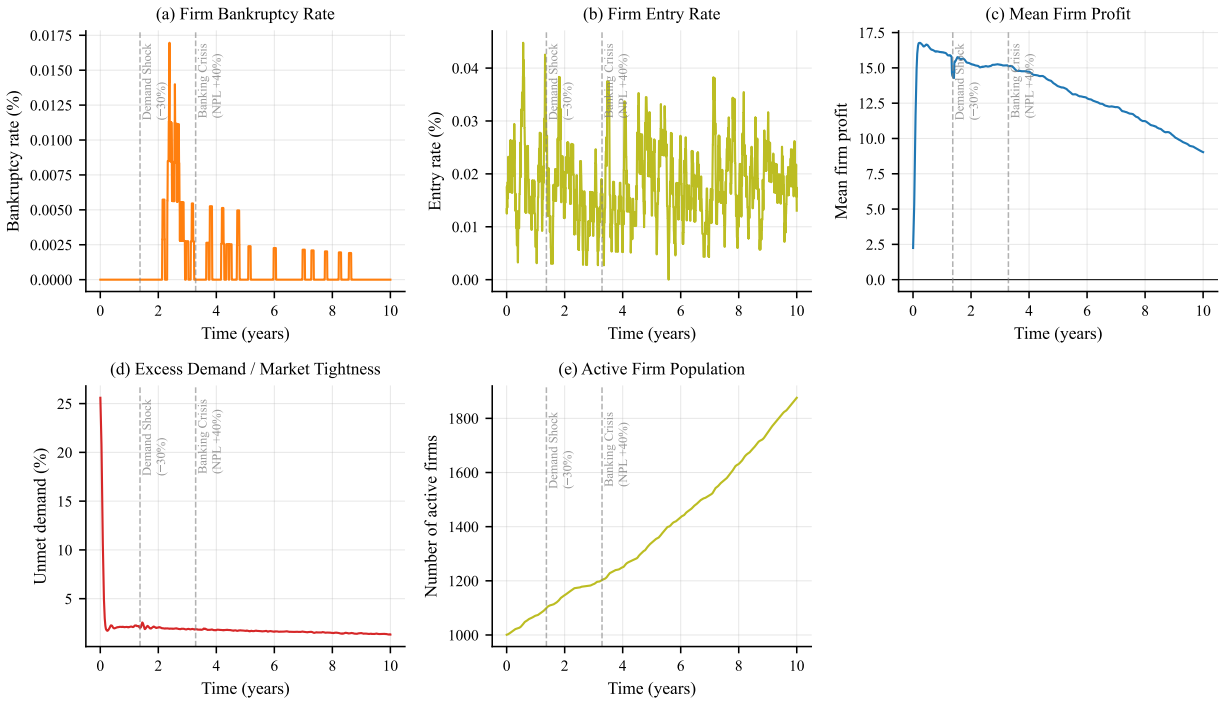 (a) Firm Bankruptcy Rate
Bankruptcy rate (%)
0.0175
0.0150
0.0125
0.0100
0.0075
0.0050
0.0025
0.0000
Demand Shock
(−30%)
Banking Crisis
(NPL +40%)
0 2 4 6 8 10
Time (years)
(b) Firm Entry Rate
Entry rate (%)
0.04
0.03
0.02
0.01
0.00
Demand Shock
(−30%)
Banking Crisis
(NPL +40%)
0 2 4 6 8 10
Time (years)
(c) Mean Firm Profit
Mean firm profit
17.5
15.0
12.5
10.0
7.5
5.0
2.5
0.0
Demand Shock
(−30%)
Banking Crisis
(NPL +40%)
0 2 4 6 8 10
Time (years)
(d) Excess Demand / Market Tightness
Unmet demand (%)
25
20
15
10
5
Demand Shock
(−30%)
Banking Crisis
(NPL +40%)
0 2 4 6 8 10
Time (years)
(e) Active Firm Population
Number of active firms
1800
1600
1400
1200
1000
Demand Shock
(−30%)
Banking Crisis
(NPL +40%)
0 2 4 6 8 10
Time (years)